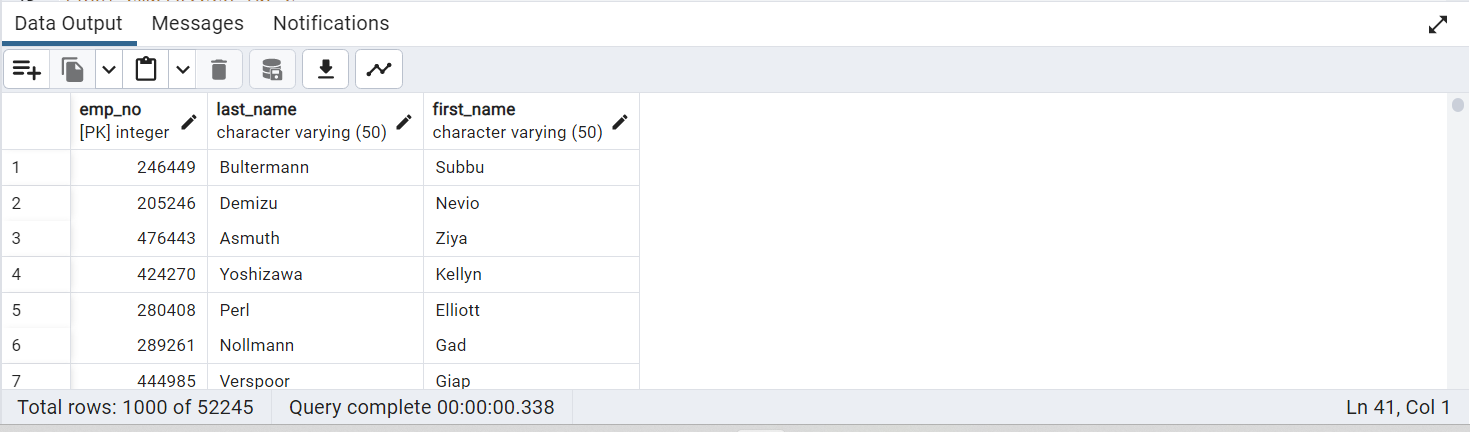 Data Output Messages Notifications
emp_no last_name first_name
[PK] integer character varying (50) character varying (50)
1 246449 Bultermann Subbu
2 205246 Demizu Nevio
3 476443 Asmuth Ziya
4 424270 Yoshizawa Kellyn
5 280408 Perl Elliott
6 289261 Nollmann Gad
7 444985 Verspoor Giap
Total rows: 1000 of 52245 Query complete 00:00:00.338 Ln 41, Col 1